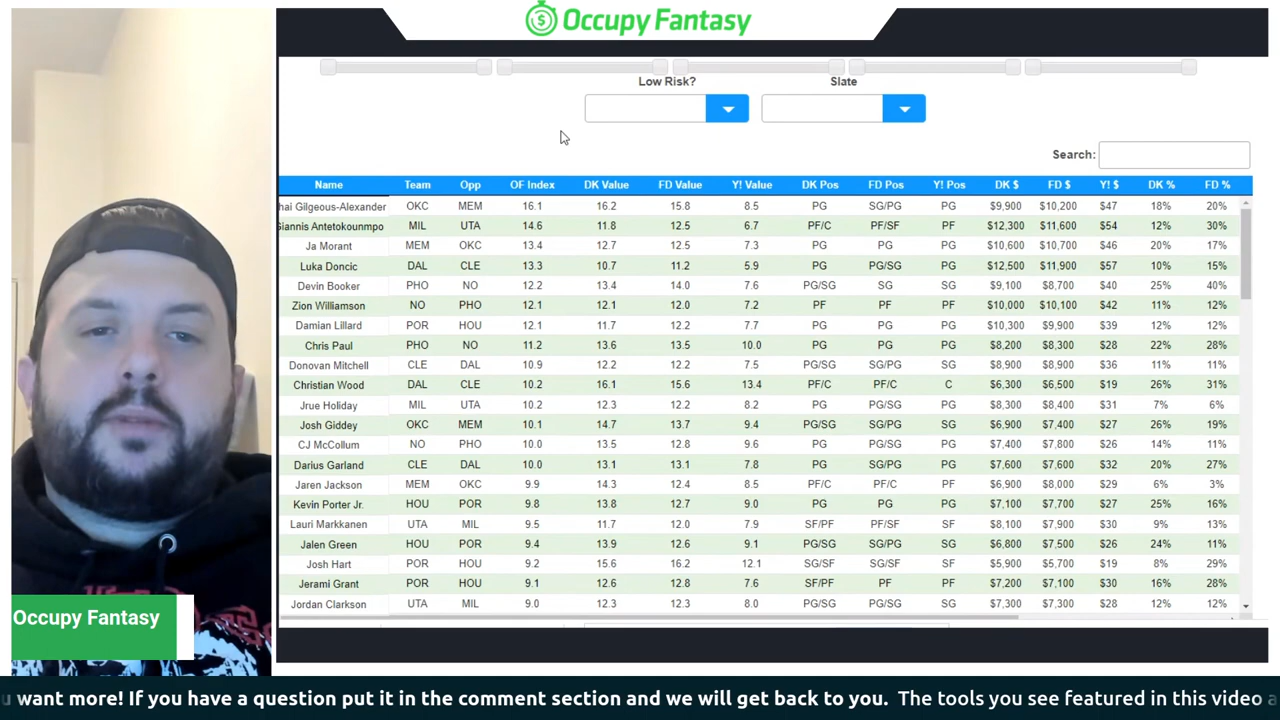 Occupy Fantasy
Low Risk? Slate
Search:
Name Team Opp OF Index DK Value FD Value Y! Value DK Pos FD Pos Y! Pos DK $ FD $ Y! $ DK % FD %
hai Gilgeous-Alexander OKC MEM 16.1 16.2 15.8 8.5 PG SG/PG PG $9,900 $10,200 $47 18% 20%
Giannis Antetokounmpo MIL UTA 14.6 11.8 12.5 6.7 PF/C PF/SF PF $12,300 $11,600 $54 12% 30%
Ja Morant MEM OKC 13.4 12.7 12.5 7.3 PG PG PG $10,600 $10,700 $46 20% 17%
Luka Doncic DAL CLE 13.3 10.7 11.2 5.9 PG PG/SG PG $12,500 $11,900 $57 10% 15%
Devin Booker PHO NO 12.2 13.4 14.0 7.6 PG/SG SG SG $9,100 $8,700 $40 25% 40%
Zion Williamson NO PHO 12.1 12.1 12.0 7.2 PF PF PF $10,000 $10,100 $42 11% 12%
Damian Lillard POR HOU 12.1 11.7 12.2 7.7 PG PG PG $10,300 $9,900 $39 12% 12%
Chris Paul PHO NO 11.2 13.6 13.5 10.0 PG PG PG $8,200 $8,300 $28 22% 28%
Donovan Mitchell CLE DAL 10.9 12.2 12.2 7.5 PG/SG SG/PG SG $8,900 $8,900 $36 11% 11%
Christian Wood DAL CLE 10.2 16.1 15.6 13.4 PF/C PF/C C $6,300 $6,500 $19 26% 31%
Jrue Holiday MIL UTA 10.2 12.3 12.2 8.2 PG PG/SG PG $8,300 $8,400 $31 7% 6%
Josh Giddey OKC MEM 10.1 14.7 13.7 9.4 PG/SG PG/SG SG $6,900 $7,400 $27 26% 19%
CJ McCollum NO PHO 10.0 13.5 12.8 9.6 PG PG/SG SG $7,400 $7,800 $26 14% 11%
Darius Garland CLE DAL 10.0 13.1 13.1 7.8 PG SG/PG PG $7,600 $7,600 $32 20% 27%
Jaren Jackson MEM OKC 9.9 14.3 12.4 8.5 PF/C PF/C PF $6,900 $8,000 $29 6% 3%
Kevin Porter Jr. HOU POR 9.8 13.8 12.7 9.0 PG PG PG $7,100 $7,700 $27 25% 16%
Lauri Markkanen UTA MIL 9.5 11.7 12.0 7.9 SF/PF PF/SF SF $8,100 $7,900 $30 9% 13%
Jalen Green HOU POR 9.4 13.9 12.6 9.1 PG/SG PG/SG SG $6,800 $7,500 $26 24% 11%
Josh Hart POR HOU 9.2 15.6 16.2 12.1 SG/SF SG/SF SF $5,900 $5,700 $19 8% 29%
Jerami Grant POR HOU 9.1 12.6 12.8 7.6 SF/PF PF PF $7,200 $7,100 $30 16% 28%
Jordan Clarkson UTA MIL 9.0 12.3 12.3 8.0 PG/SG PG/SG SG $7,300 $7,300 $28 12% 12%
Occupy Fantasy
u want more! If you have a question put it in the comment section and we will get back to you. The tools you see featured in this video a